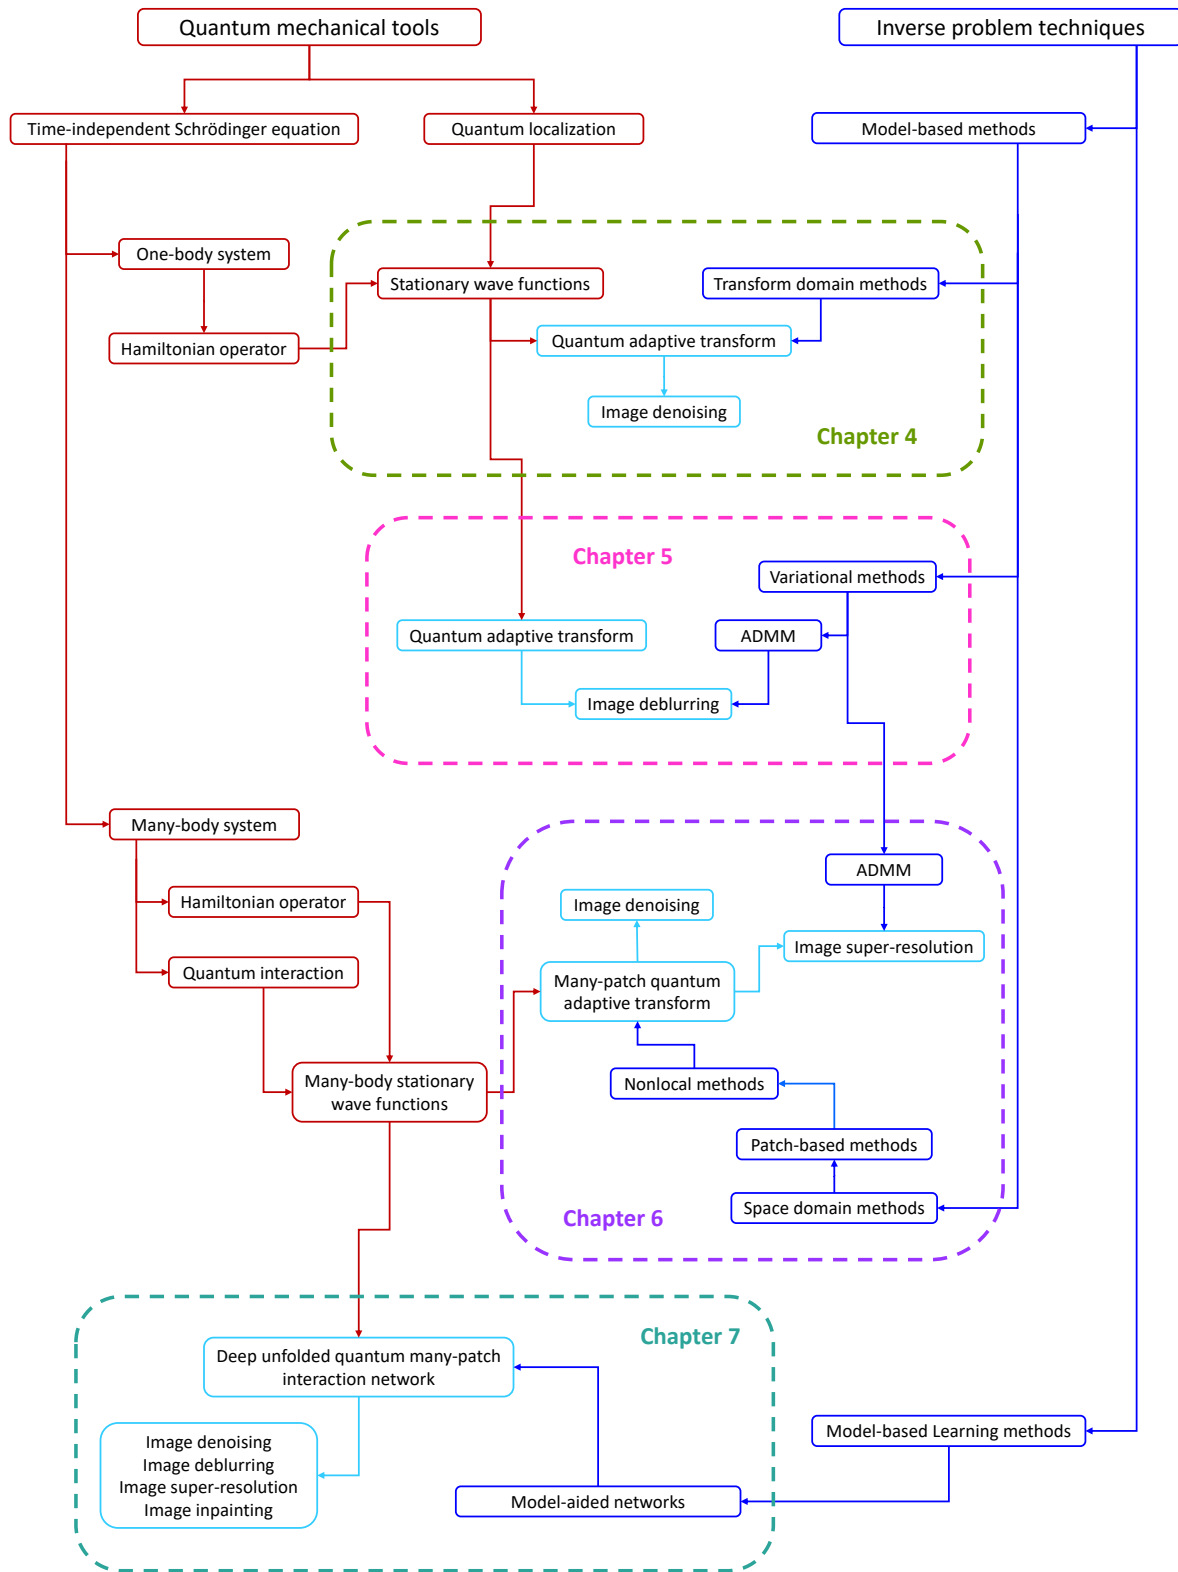 Quantum mechanical tools
Inverse problem techniques
Time-independent Schrödinger equation
Quantum localization
Model-based methods
One-body system
Stationary wave functions
Transform domain methods
Hamiltonian operator
Quantum adaptive transform
Image denoising
Chapter 4
Chapter 5
Variational methods
Quantum adaptive transform
ADMM
Image deblurring
Many-body system
ADMM
Hamiltonian operator
Image denoising
Image super-resolution
Quantum interaction
Many-patch quantum
adaptive transform
Many-body stationary
wave functions
Nonlocal methods
Patch-based methods
Space domain methods
Chapter 6
Chapter 7
Deep unfolded quantum many-patch
interaction network
Image denoising
Image deblurring
Image super-resolution
Image inpainting
Model-based Learning methods
Model-aided networks